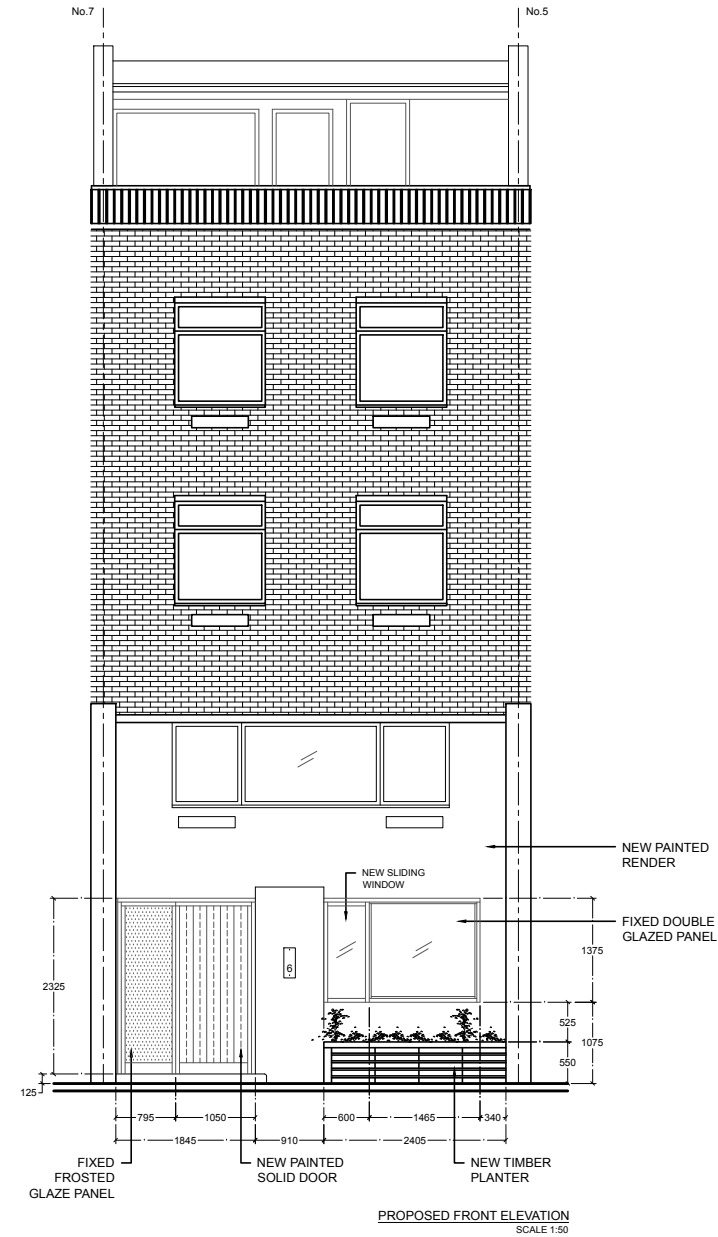 No.7
No.5
NEW PAINTED
RENDER
NEW SLIDING
WINDOW
FIXED DOUBLE
GLAZED PANEL
6
2325
125
1375
525
1075
550
795
1050
600
1465
340
1845
910
2405
FIXED
FROSTED
GLAZE PANEL
NEW PAINTED
SOLID DOOR
NEW TIMBER
PLANTER
PROPOSED FRONT ELEVATION
SCALE 1:50